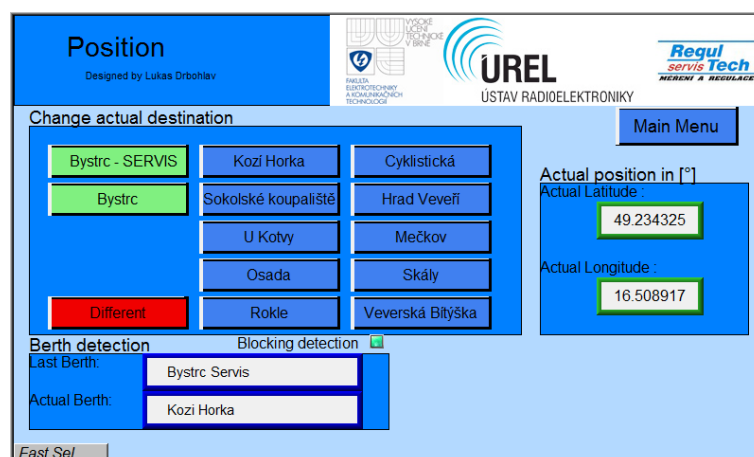 Position
Designed by Lukas Drbohlav
VYSOKÉ
UČENÍ
TECHNICKÉ
V BRNĚ
FAKULTA
ELEKTROTECHNIKY
A KOMUNIKAČNÍCH
TECHNOLOGIÍ
UREL
ÚSTAV RADIOELEKTRONIKY
Regul
servis Tech
MĚŘENÍ A REGULACE
Change actual destination
Main Menu
Bystrc - SERVIS
Kozí Horka
Cyklistická
Bystrc
Sokolské koupaliště
Hrad Veveří
U Kotvy
Mečkov
Osada
Skály
Different
Rokle
Veverská Bítýška
Actual position in [°]
Actual Latitude :
49.234325
Actual Longitude :
16.508917
Berth detection
Blocking detection
Last Berth:
Bystrc Servis
Actual Berth:
Kozi Horka
Fast Sel